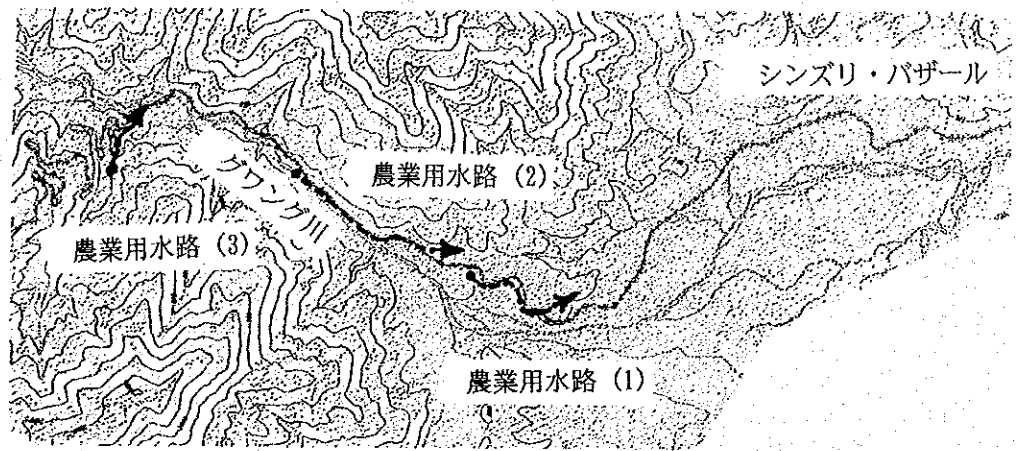 シンズリ・バザール
農業用水路 (2)
グワング川
農業用水路 (3)
農業用水路 (1)